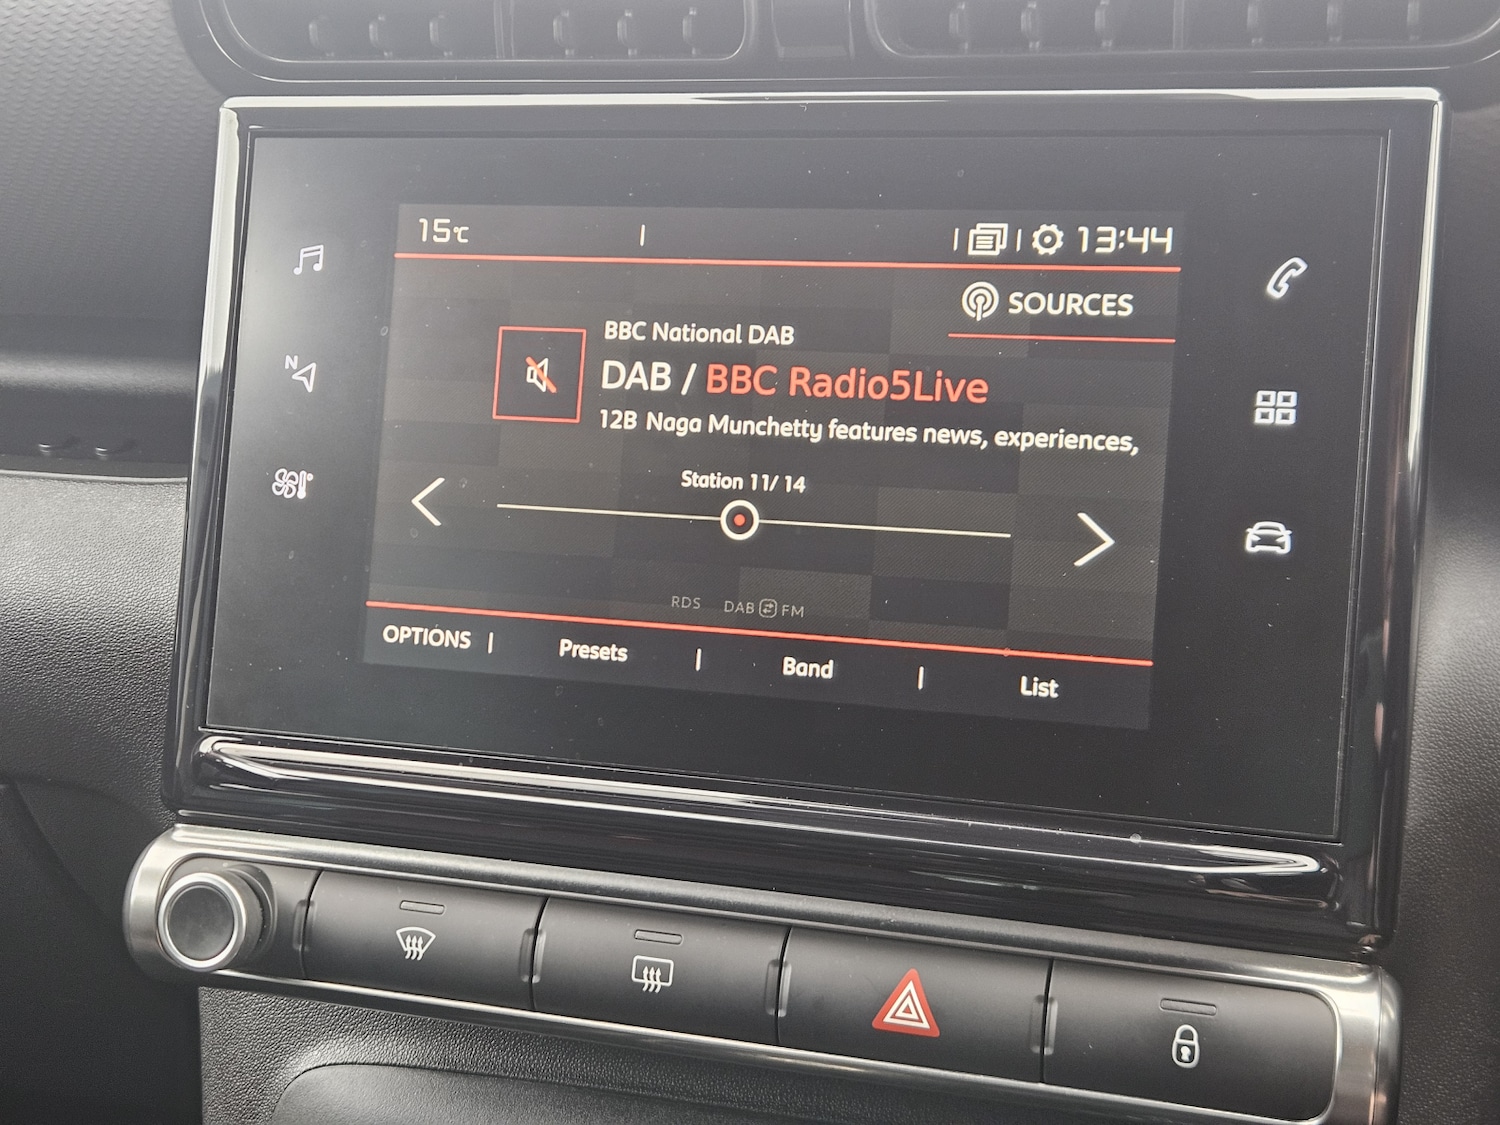 15°C
13:44
SOURCES
BBC National DAB
DAB / BBC Radio5Live
12B Naga Munchetty features news, experiences,
Station 11/ 14
RDS DAB FM
OPTIONS Presets Band List
N